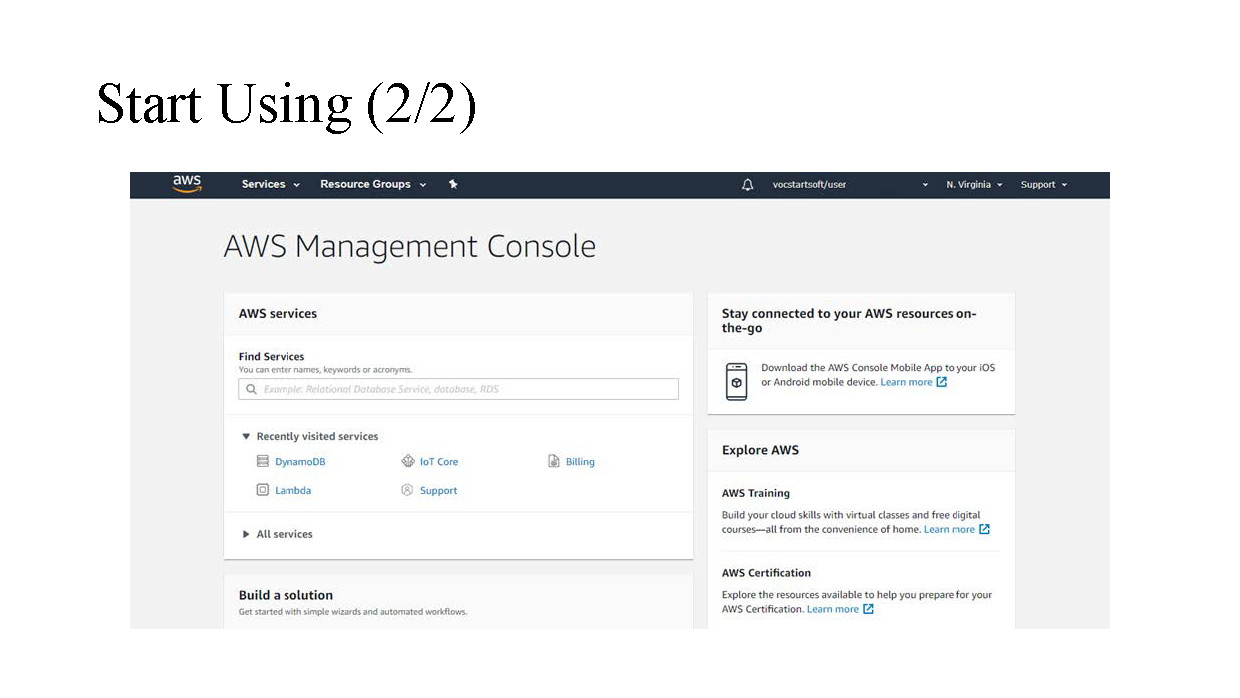 Start Using (2/2)
aws Services Resource Groups vocstartsoft/user N. Virginia Support
AWS Management Console
AWS services
Find Services
You can enter names, keywords or acronyms.
Example: Relational Database Service, database, RDS
Recently visited services
DynamoDB IoT Core Billing
Lambda Support
All services
Build a solution
Get started with simple wizards and automated workflows.
Stay connected to your AWS resources on-
the-go
Download the AWS Console Mobile App to your iOS
or Android mobile device. Learn more
Explore AWS
AWS Training
Build your cloud skills with virtual classes and free digital
courses—all from the convenience of home. Learn more
AWS Certification
Explore the resources available to help you prepare for your
AWS Certification. Learn more